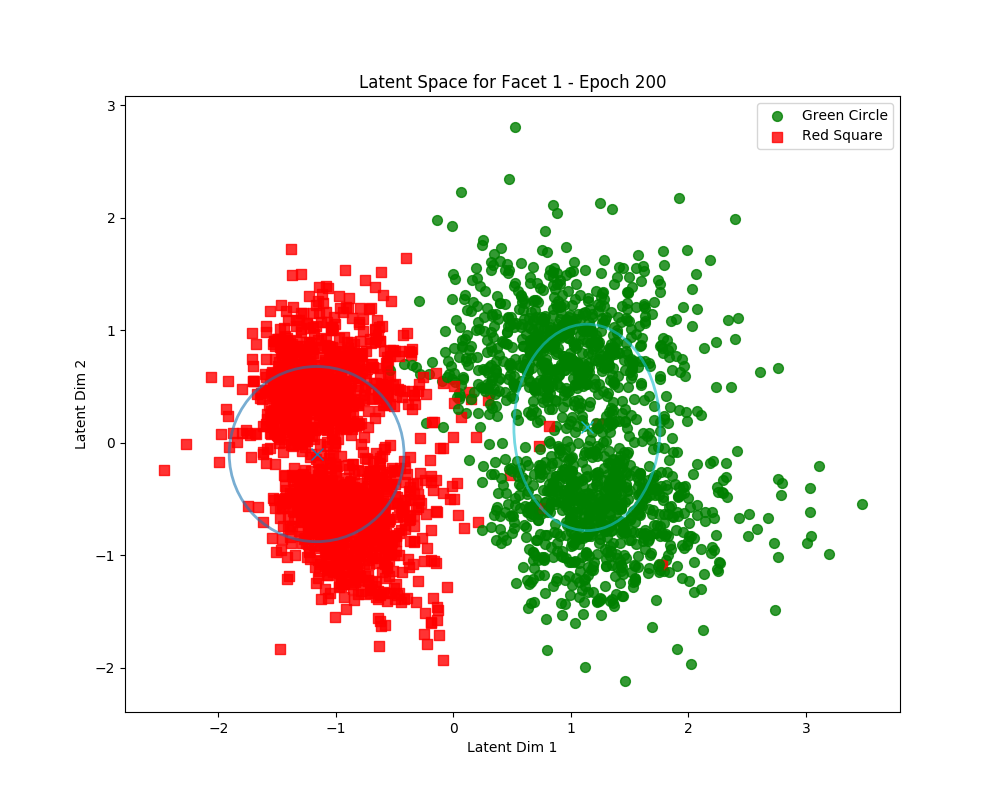 Latent Space for Facet 1 - Epoch 200
Green Circle
Red Square
Latent Dim 2
3
2
1
0
−1
−2
−2
−1
0
1
2
3
Latent Dim 1